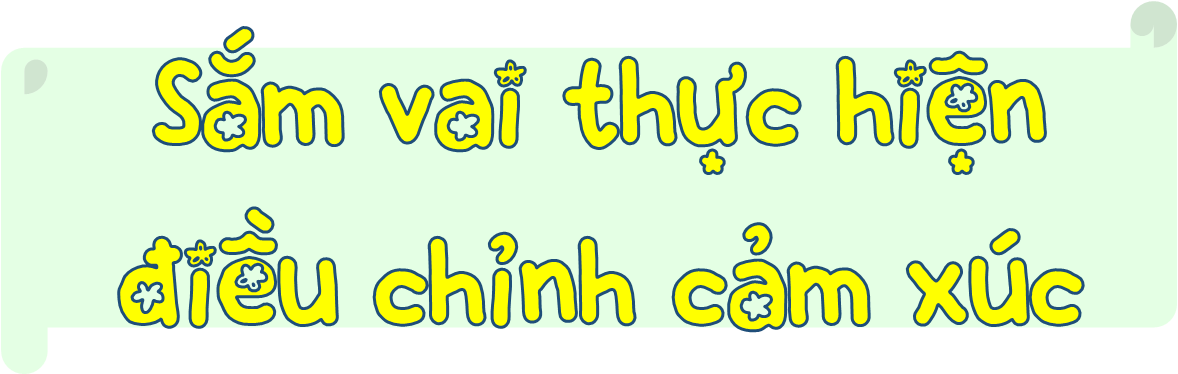 Sắm vai thực hiện
điều chỉnh cảm xúc